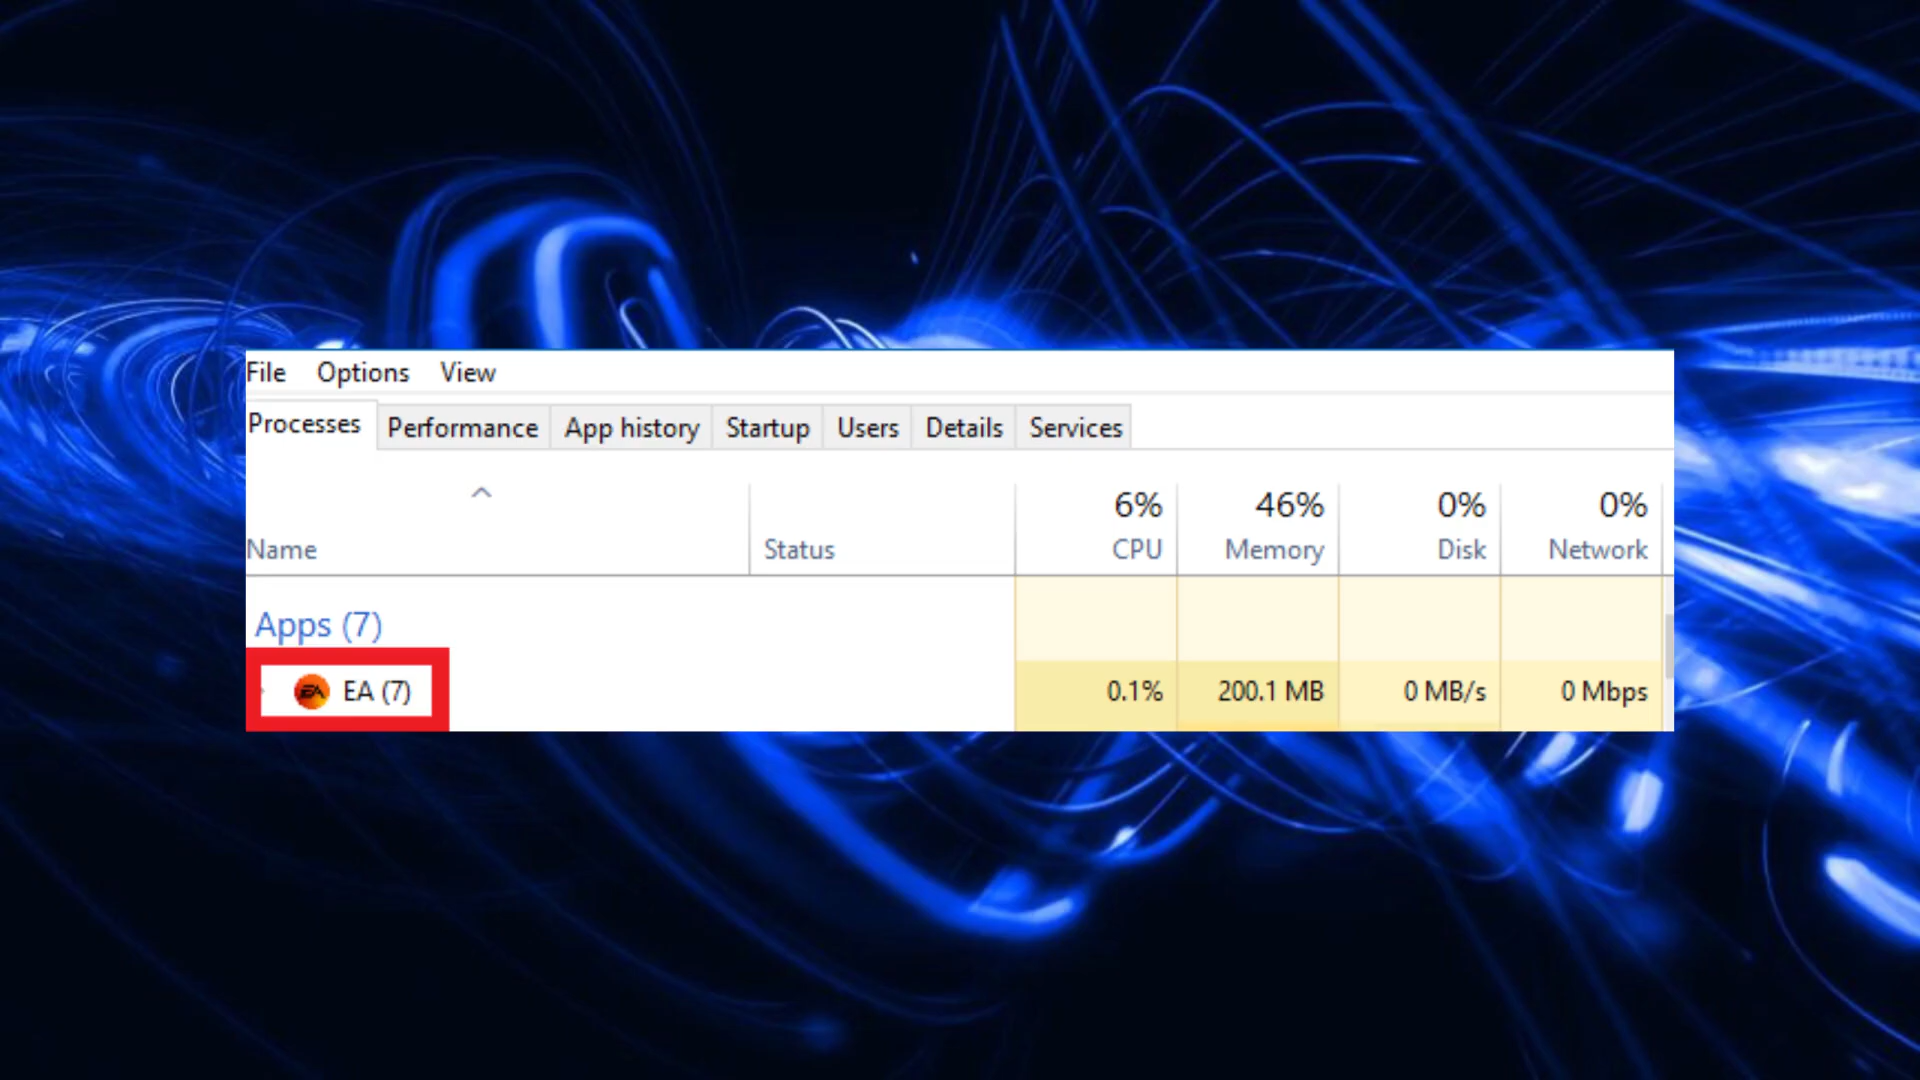 File Options View
Processes Performance App history Startup Users Details Services
6% 46% 0% 0%
Name Status CPU Memory Disk Network
Apps (7)
EA EA (7) 0.1% 200.1 MB 0 MB/s 0 Mbps